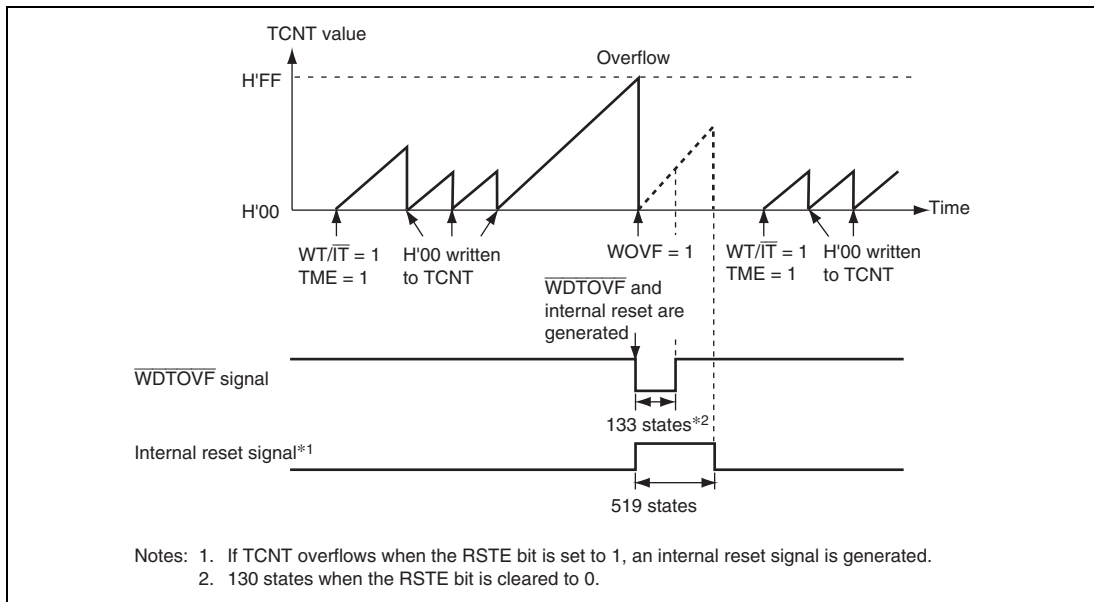 TCNT value
Overflow
H'FF
H'00
Time
WT/IT = 1
TME = 1
H'00 written
to TCNT
WOVF = 1
WT/IT = 1
TME = 1
H'00 written
to TCNT
WDTOVF and
internal reset are
generated
WDTOVF signal
133 states*2
Internal reset signal*1
519 states
Notes: 1. If TCNT overflows when the RSTE bit is set to 1, an internal reset signal is generated.
2. 130 states when the RSTE bit is cleared to 0.